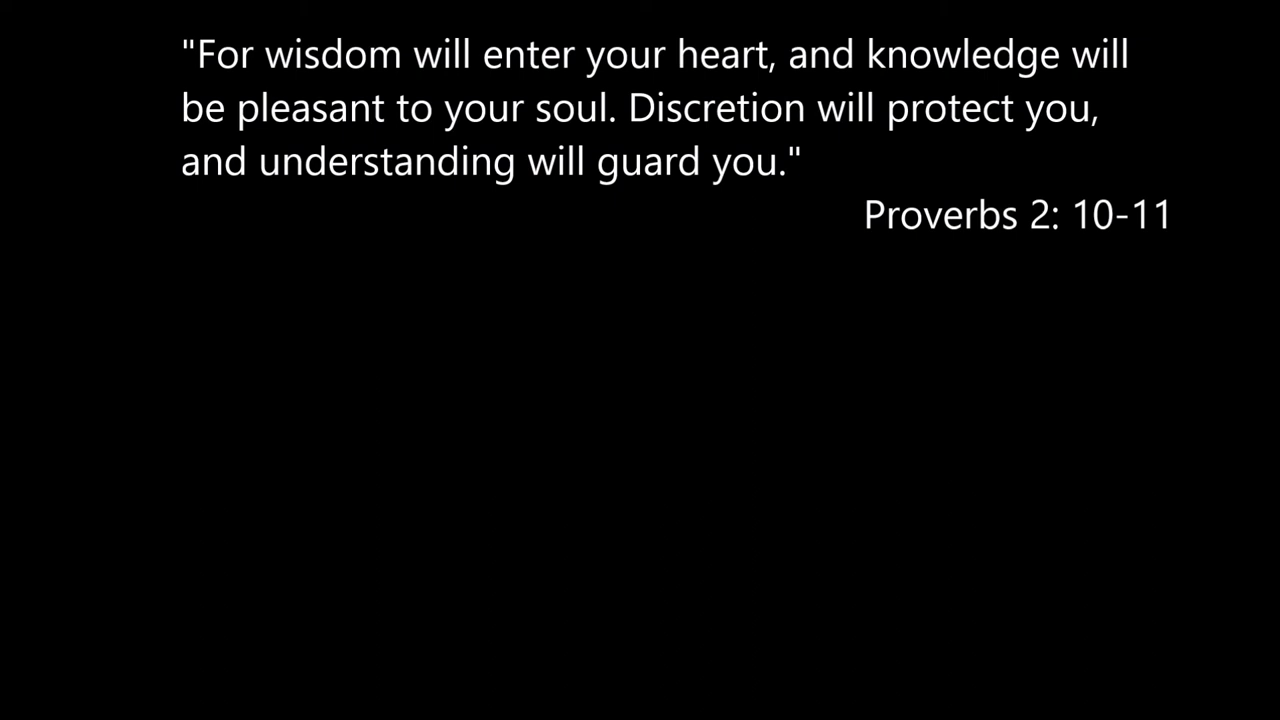 "For wisdom will enter your heart, and knowledge will
be pleasant to your soul. Discretion will protect you,
and understanding will guard you."
Proverbs 2: 10-11